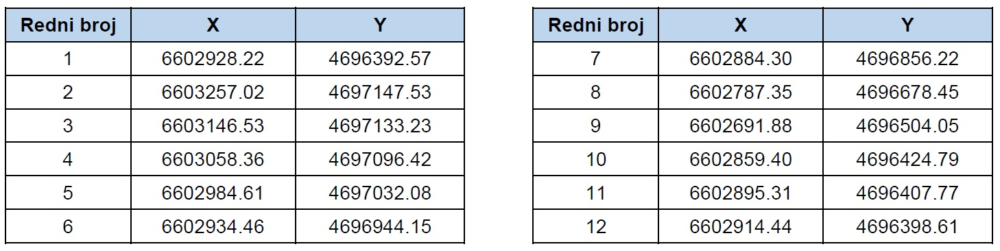 Redni broj X Y
1 6602928.22 4696392.57
2 6603257.02 4697147.53
3 6603146.53 4697133.23
4 6603058.36 4697096.42
5 6602984.61 4697032.08
6 6602934.46 4696944.15
Redni broj X Y
7 6602884.30 4696856.22
8 6602787.35 4696678.45
9 6602691.88 4696504.05
10 6602859.40 4696424.79
11 6602895.31 4696407.77
12 6602914.44 4696398.61